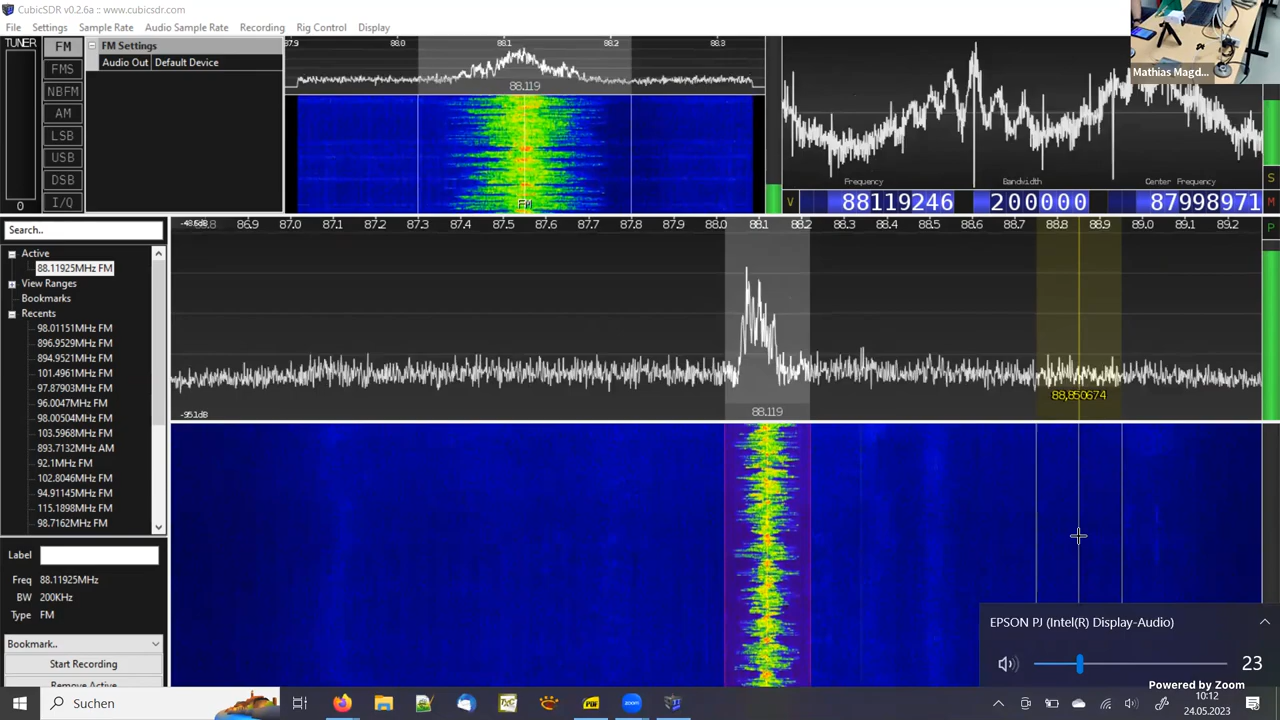 CubicSDR v0.2.6a :: www.cubicsdr.com
File Settings Sample Rate Audio Sample Rate Recording Rig Control Display
TUNER
0
FM
FMS
NBFM
AM
LSB
USB
DSB
I/Q
FM Settings
Audio Out Default Device
87.9 88.0 88.1 88.2 88.3
88.119
FM
Mathias Magd...
Frequency Bandwidth Center Frequency
V 88119246 200000 87998971
S
M
P
Search..
Active
88.11925MHz FM
View Ranges
Bookmarks
Recents
98.01151MHz FM
896.9529MHz FM
894.9521MHz FM
101.4961MHz FM
97.87903MHz FM
96.0047MHz FM
98.00504MHz FM
103.5968MHz FM
893.7132MHz AM
92.1MHz FM
102.8046MHz FM
94.91145MHz FM
98.7162MHz FM
86.9 87.0 87.1 87.2 87.3 87.4 87.5 87.6 87.7 87.8 87.9 88.0 88.1 88.2 88.3 88.4 88.5 88.6 88.7 88.8 88.9 89.0 89.1 89.2
88,850674
-95.1dB
88.119
Label
Freq 88.11925MHz
BW 200KHz
Type FM
Bookmark...
Start Recording
Remove Active
EPSON PJ (Intel(R) Display-Audio)
23
Powered by Zoom
Suchen
zoom
10:12
24.05.2023